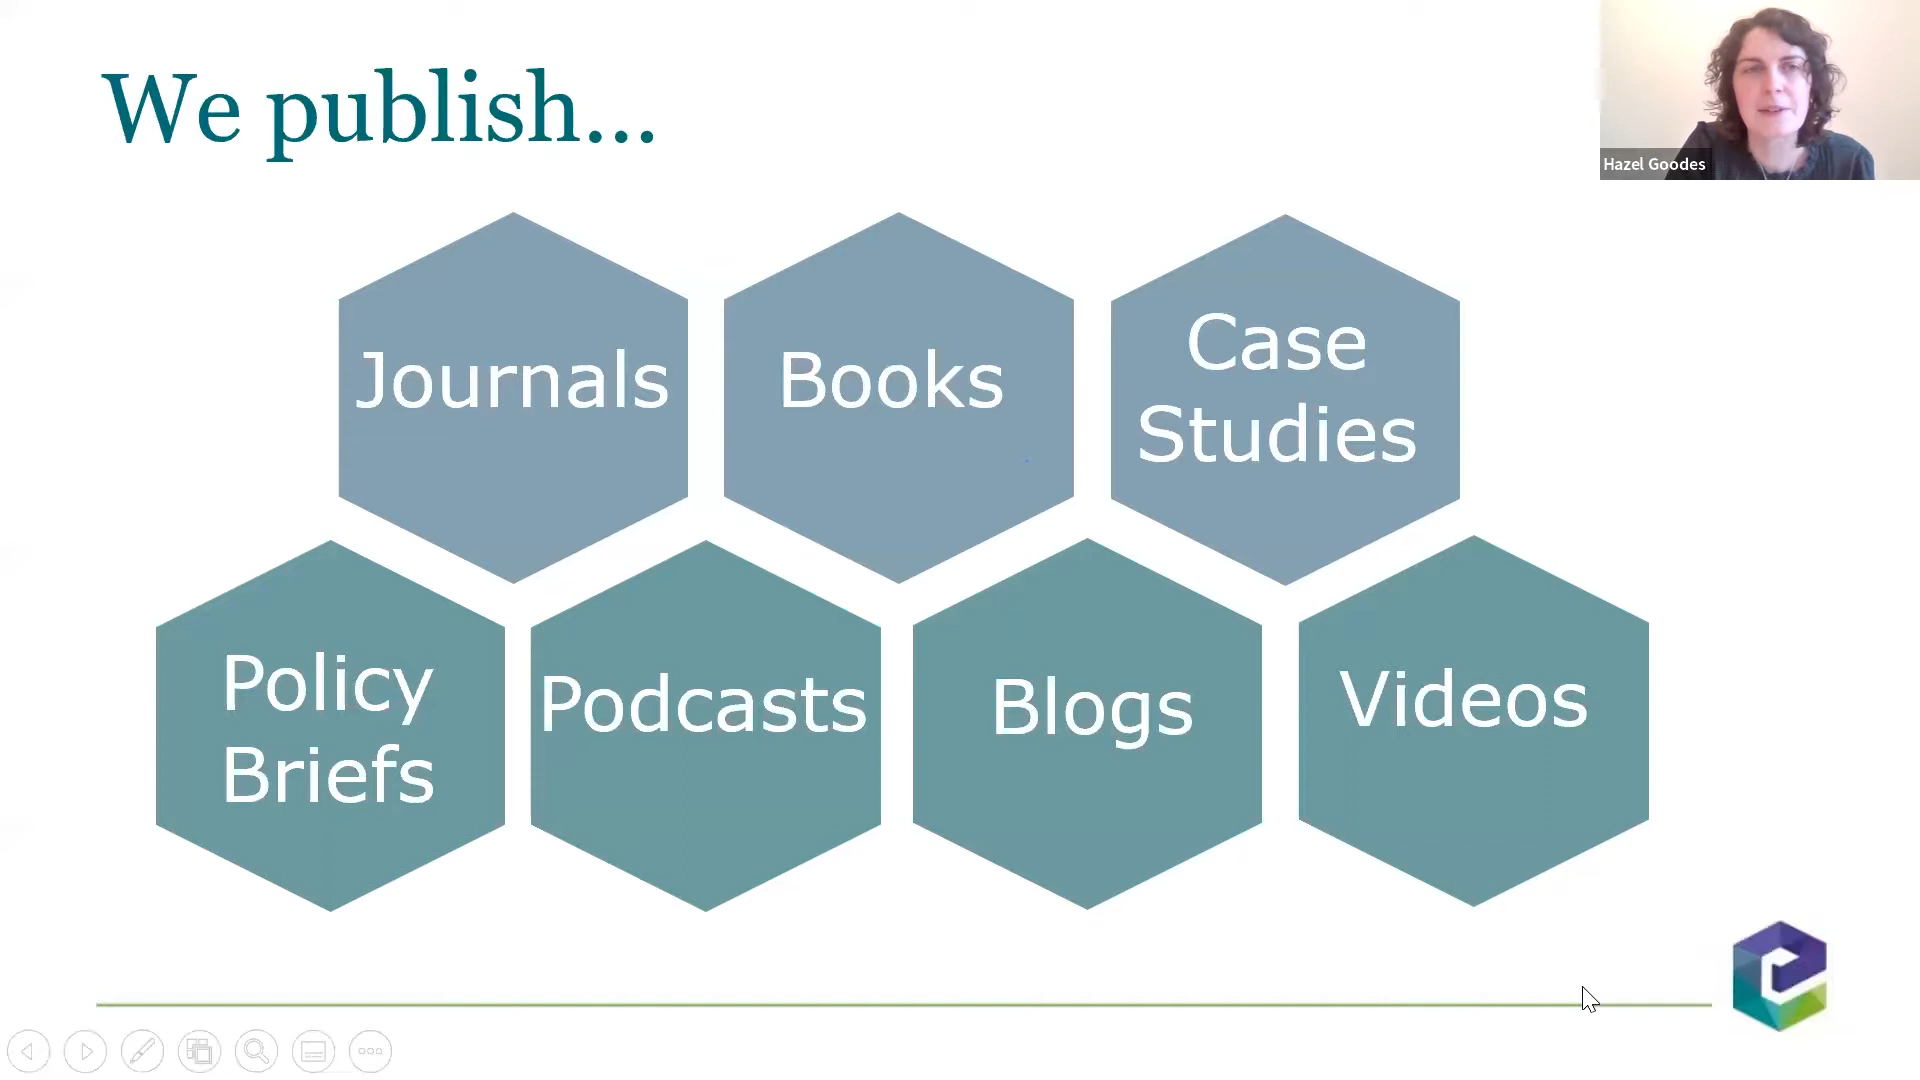 We publish...
Hazel Goodes
Journals
Books
Case
Studies
Policy
Briefs
Podcasts
Blogs
Videos